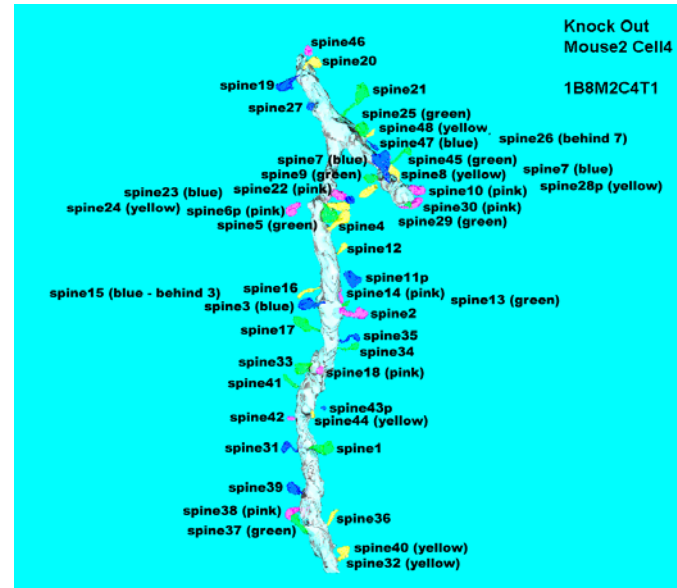 Knock Out
Mouse2 Cell4
1B8M2C4T1
spine46
spine20
spine19
spine21
spine27
spine25 (green)
spine48 (yellow
spine47 (blue)
spine26 (behind 7)
spine7 (blue)
spine45 (green)
spine9 (green)
spine8 (yellow)
spine7 (blue)
spine23 (blue)
spine22 (pink)
spine10 (pink)
spine28p (yellow)
spine24 (yellow)
spine6p (pink)
spine30 (pink)
spine5 (green)
spine4
spine29 (green)
spine12
spine11p
spine16
spine14 (pink)
spine15 (blue - behind 3)
spine13 (green)
spine3 (blue)
spine2
spine17
spine35
spine34
spine33
spine18 (pink)
spine41
spine43p
spine42
spine44 (yellow)
spine31
spine1
spine39
spine38 (pink)
spine36
spine37 (green)
spine40 (yellow)
spine32 (yellow)